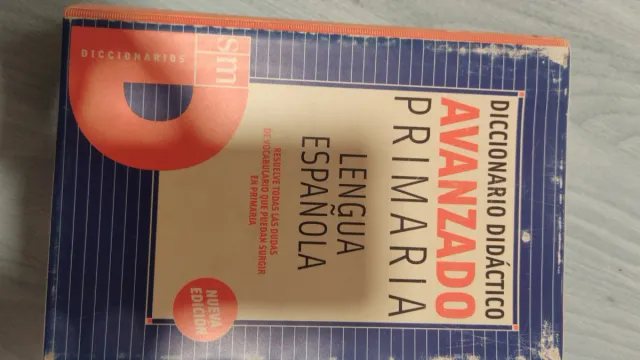 DICCIONARIO DIDÁCTICO
AVANZADO
PRIMARIA
LENGUA
ESPAÑOLA
RESUELVE TODAS LAS DUDAS
DE VOCABULARIO QUE PUEDAN SURGIR
EN PRIMARIA
NUEVA
EDICIÓN
sm
DICCIONARIOS
D